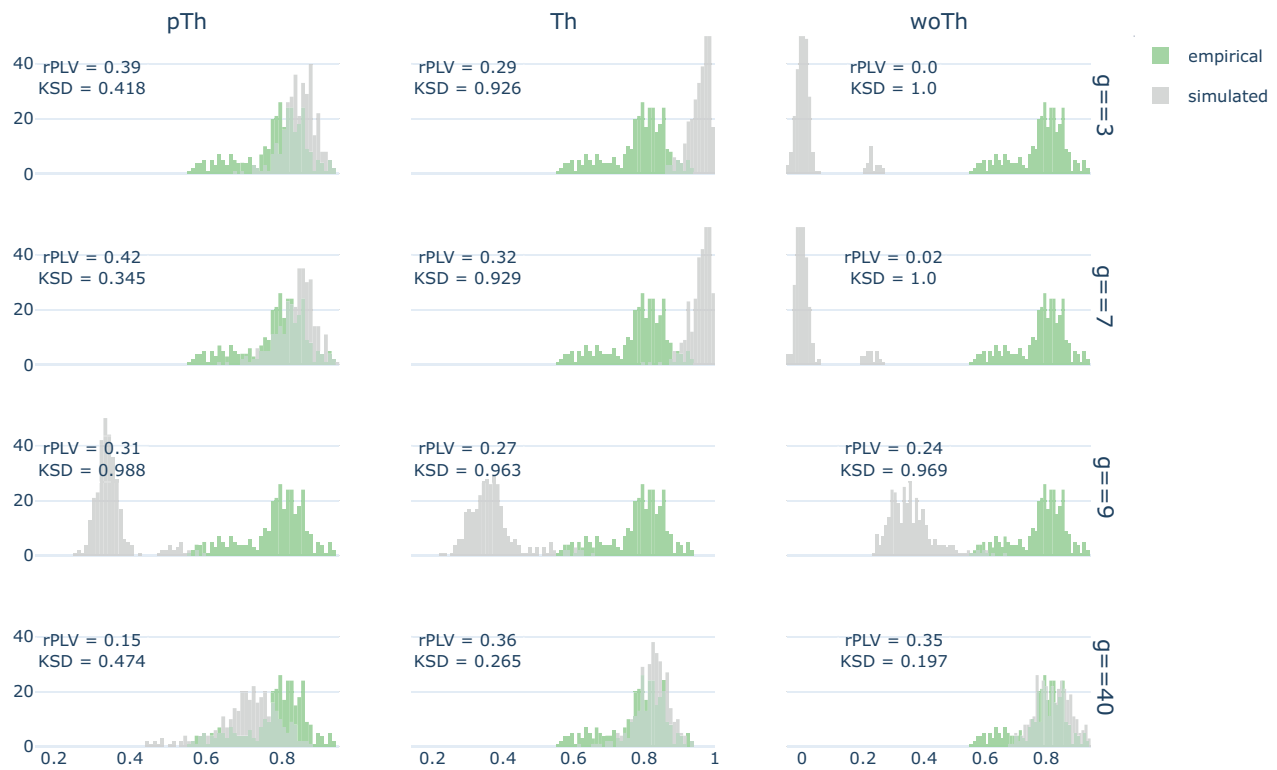 pTh Th woTh
empirical
simulated
40
20
0
rPLV = 0.39
KSD = 0.418
rPLV = 0.29
KSD = 0.926
rPLV = 0.0
KSD = 1.0
g==3
40
20
0
rPLV = 0.42
KSD = 0.345
rPLV = 0.32
KSD = 0.929
rPLV = 0.02
KSD = 1.0
g==7
40
20
0
rPLV = 0.31
KSD = 0.988
rPLV = 0.27
KSD = 0.963
rPLV = 0.24
KSD = 0.969
g==9
40
20
0
rPLV = 0.15
KSD = 0.474
rPLV = 0.36
KSD = 0.265
rPLV = 0.35
KSD = 0.197
g==40
0.2 0.4 0.6 0.8
0.2 0.4 0.6 0.8 1
0 0.2 0.4 0.6 0.8